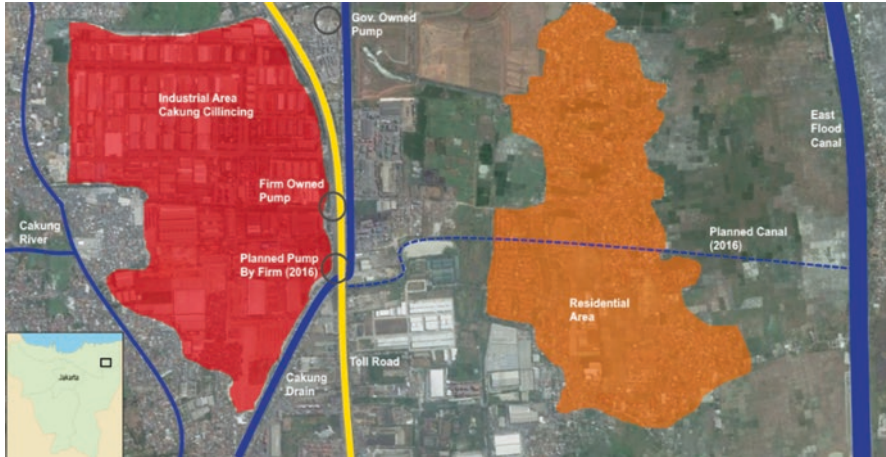 Gov. Owned
Pump
Industrial Area
Cakung Cillincing
East
Flood
Canal
Firm Owned
Pump
Cakung
River
Planned Canal
(2016)
Planned Pump
By Firm (2016)
Residential
Area
Toll Road
Cakung
Drain
Jakarta